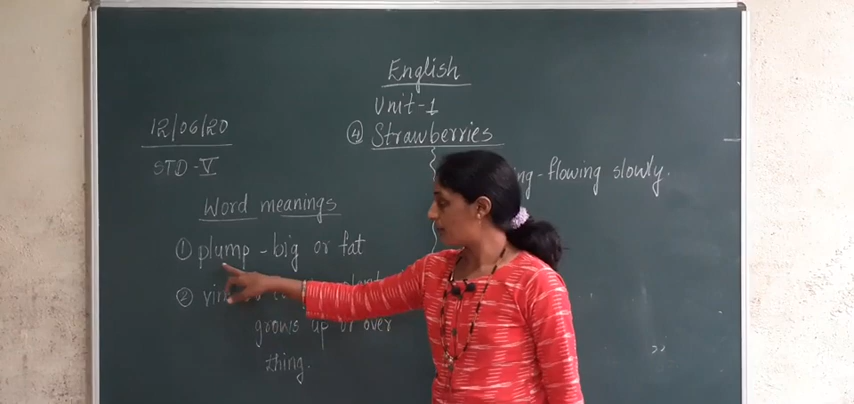 English
Unit-1
④ Strawberries
12/06/20
STD-V
Word meanings
① plump - big or fat
②
grows up or over
thing.
- flowing slowly.